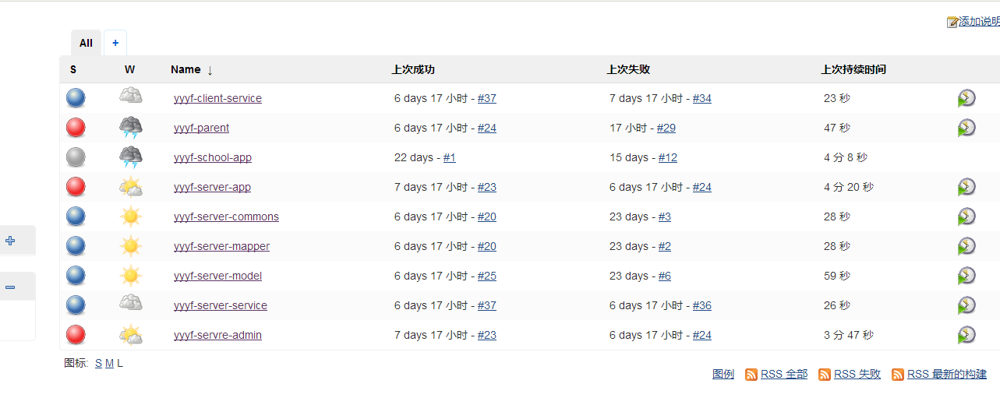 添加说明
All +
S W Name ↓ 上次成功 上次失败 上次持续时间
yyyf-client-service 6 days 17 小时 - #37 7 days 17 小时 - #34 23 秒
yyyf-parent 6 days 17 小时 - #24 17 小时 - #29 47 秒
yyyf-school-app 22 days - #1 15 days - #12 4 分 8 秒
yyyf-server-app 7 days 17 小时 - #23 6 days 17 小时 - #24 4 分 20 秒
yyyf-server-commons 6 days 17 小时 - #20 23 days - #3 28 秒
yyyf-server-mapper 6 days 17 小时 - #20 23 days - #2 28 秒
yyyf-server-model 6 days 17 小时 - #25 23 days - #6 59 秒
yyyf-server-service 6 days 17 小时 - #37 6 days 17 小时 - #36 26 秒
yyyf-servre-admin 7 days 17 小时 - #23 6 days 17 小时 - #24 3 分 47 秒
图标: S M L
图例 RSS 全部 RSS 失败 RSS 最新的构建